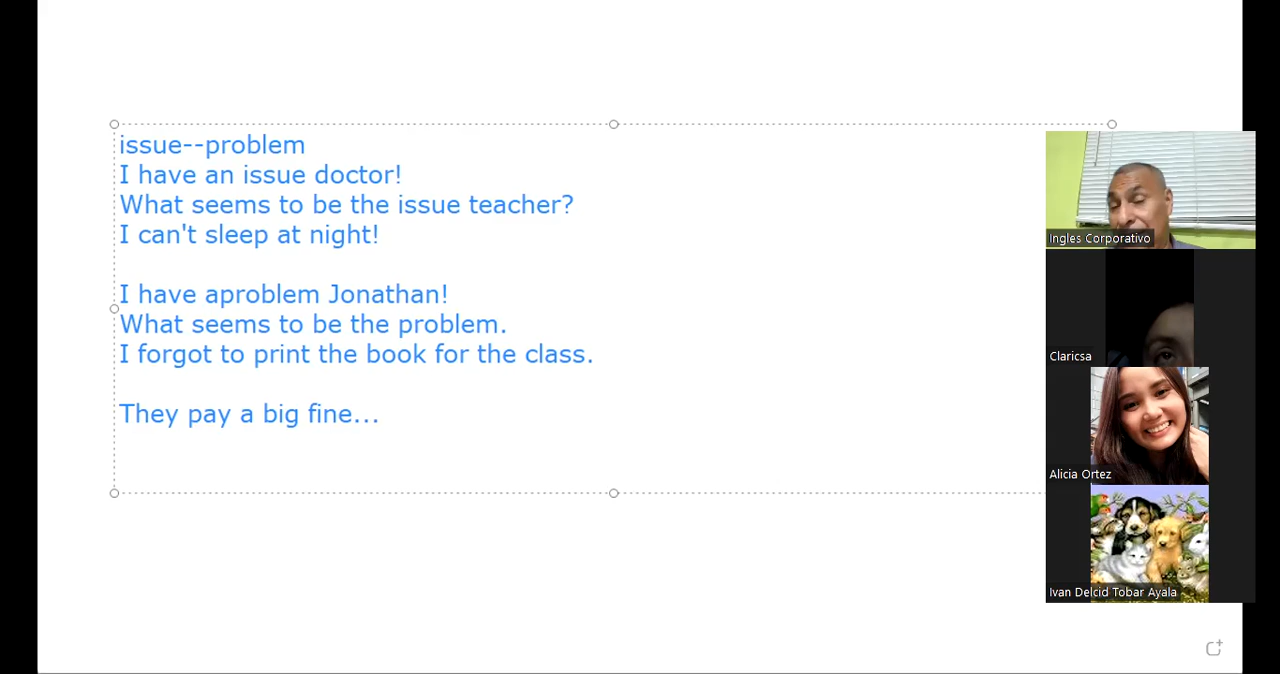 issue--problem
I have an issue doctor!
What seems to be the issue teacher?
I can't sleep at night!
I have aproblem Jonathan!
What seems to be the problem.
I forgot to print the book for the class.
They pay a big fine...
Ingles Corporativo
Claricsa
Alicia Ortez
Ivan Delcid Tobar Ayala